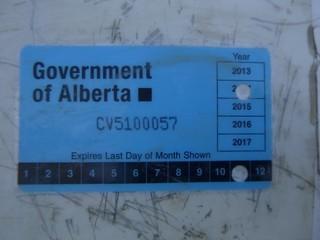 Year
Government
of Alberta
2013
2015
2016
2017
CV5100057
Expires Last Day of Month Shown
1 2 3 4 5 6 7 8 9 10 12